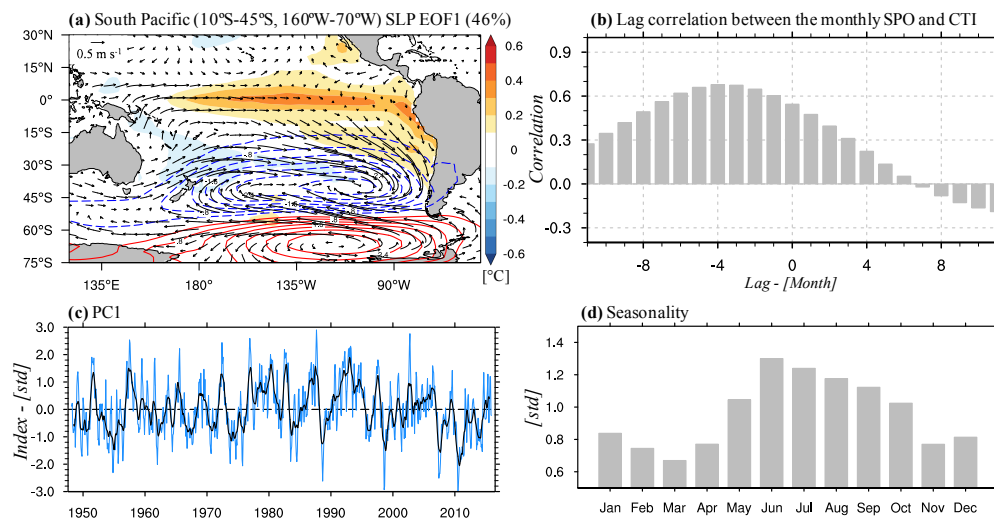 (a) South Pacific (10°S-45°S, 160°W-70°W) SLP EOF1 (46%)
30°N
15°N
0°
15°S
30°S
45°S
60°S
75°S
0.5 m s-1
135°E
180°
135°W
90°W
0.6
0.4
0.2
0
-0.2
-0.4
-0.6
[°C]
(b) Lag correlation between the monthly SPO and CTI
Correlation
0.9
0.6
0.3
0.0
-0.3
-8
-4
0
4
8
Lag - [Month]
(c) PC1
Index - [std]
3.0
2.0
1.0
0.0
-1.0
-2.0
-3.0
1950
1960
1970
1980
1990
2000
2010
(d) Seasonality
[std]
1.4
1.2
1.0
0.8
0.6
Jan Feb Mar Apr May Jun Jul Aug Sep Oct Nov Dec